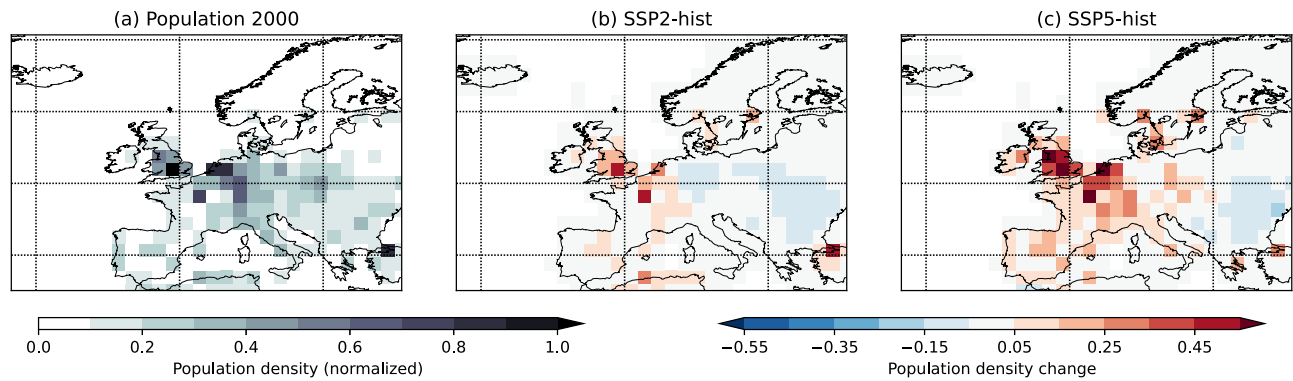 (a) Population 2000
(b) SSP2-hist
(c) SSP5-hist
0.0 0.2 0.4 0.6 0.8 1.0
Population density (normalized)
−0.55 −0.35 −0.15 0.05 0.25 0.45
Population density change